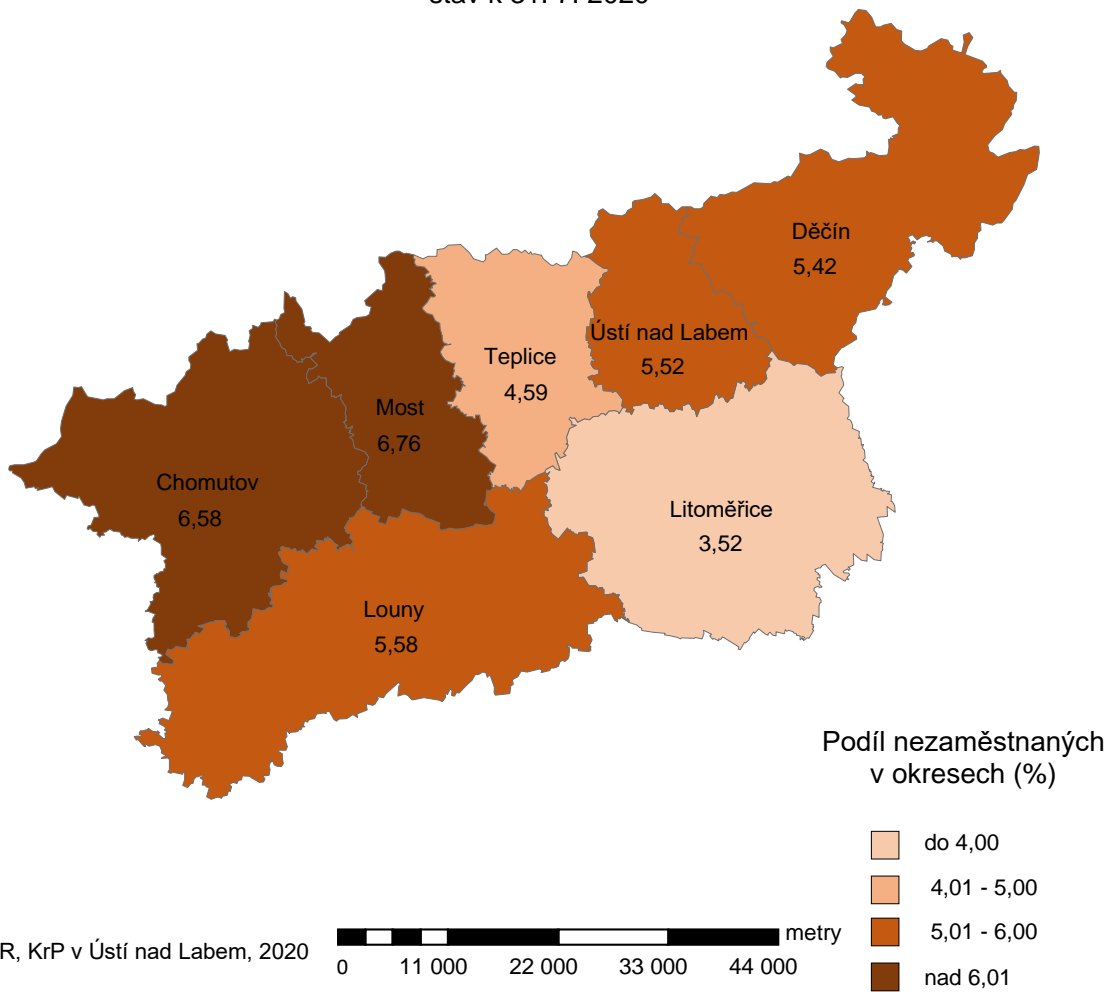 Děčín
5,42
Ústí nad Labem
5,52
Teplice
4,59
Most
6,76
Chomutov
6,58
Litoměřice
3,52
Louny
5,58
Podíl nezaměstnaných
v okresech (%)
do 4,00
4,01 - 5,00
5,01 - 6,00
nad 6,01
R, KrP v Ústí nad Labem, 2020
metry
0 11 000 22 000 33 000 44 000